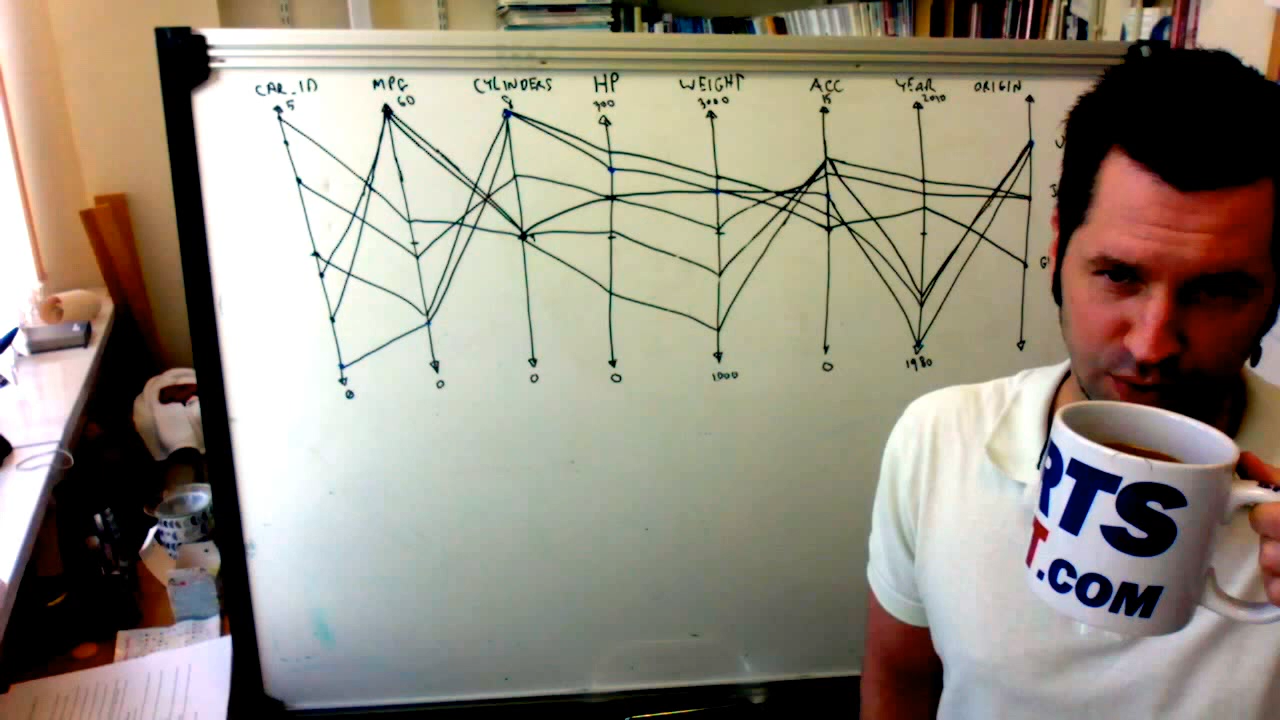 CAR_ID MPG CYLINDERS HP WEIGHT ACC YEAR ORIGIN
5 60 8 400 3000 15 2010
0 0 0 0 1000 0 1980
RTS
T.COM